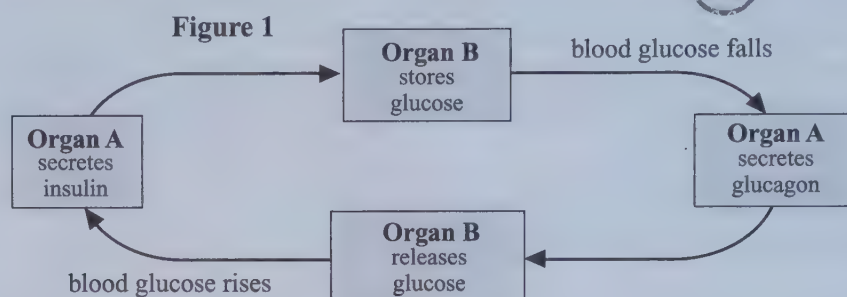 Figure 1
Organ B
stores
glucose
blood glucose falls
Organ A
secretes
insulin
Organ A
secretes
glucagon
Organ B
releases
glucose
blood glucose rises